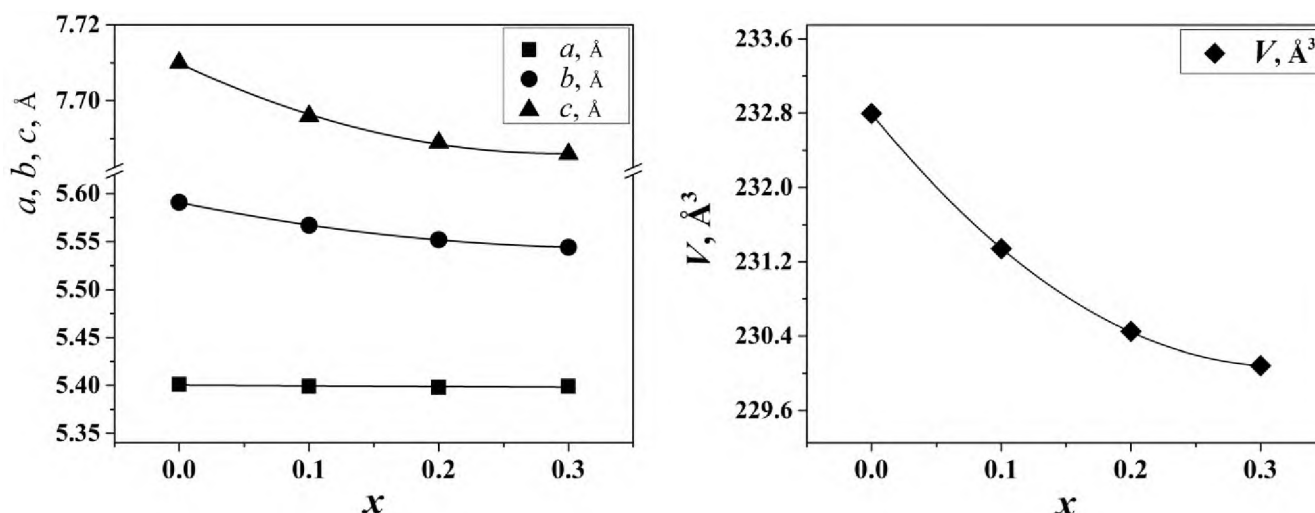 a, b, c, Å
7.72
7.70
5.60
5.55
5.50
5.45
5.40
5.35
a, Å
b, Å
c, Å
0.0 0.1 0.2 0.3
x
V, Å³
233.6
232.8
232.0
231.2
230.4
229.6
V, Å³
0.0 0.1 0.2 0.3
x